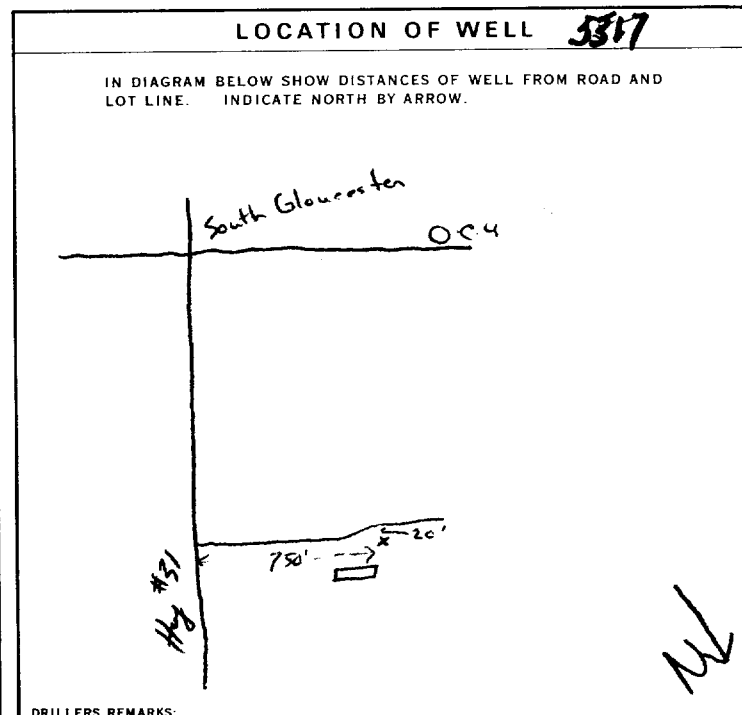 LOCATION OF WELL 5317
IN DIAGRAM BELOW SHOW DISTANCES OF WELL FROM ROAD AND
LOT LINE. INDICATE NORTH BY ARROW.
South Gloucester
O.C.4
20'
x
750'
Hwy #31
N
DRILLERS REMARKS: